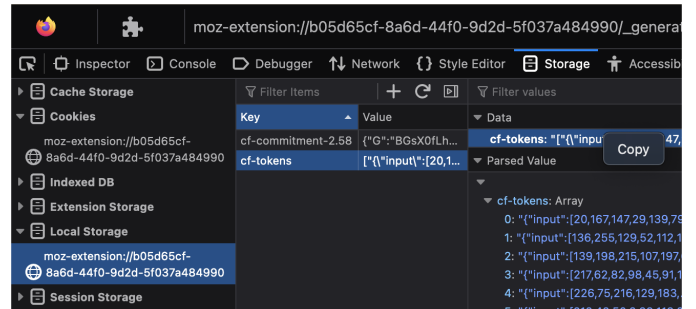 moz-extension://b05d65cf-8a6d-44f0-9d2d-5f037a484990/_generat
Inspector Console Debugger Network {} Style Editor Storage Accessib
Cache Storage
Cookies
moz-extension://b05d65cf-
8a6d-44f0-9d2d-5f037a484990
Indexed DB
Extension Storage
Local Storage
moz-extension://b05d65cf-
8a6d-44f0-9d2d-5f037a484990
Session Storage
Filter Items
Key Value
cf-commitment-2.58 {"G":"BGsX0fLh...
cf-tokens ["{\"input\":[20,1...
Filter values
Data
cf-tokens: "["{\"inpu 47,
Copy
Parsed Value
cf-tokens: Array
0: "{"input":[20,167,147,29,139,79
1: "{"input":[136,255,129,52,112,1
2: "{"input":[139,198,215,107,197,
3: "{"input":[217,62,82,98,45,91,1
4: "{"input":[226,75,216,129,183,